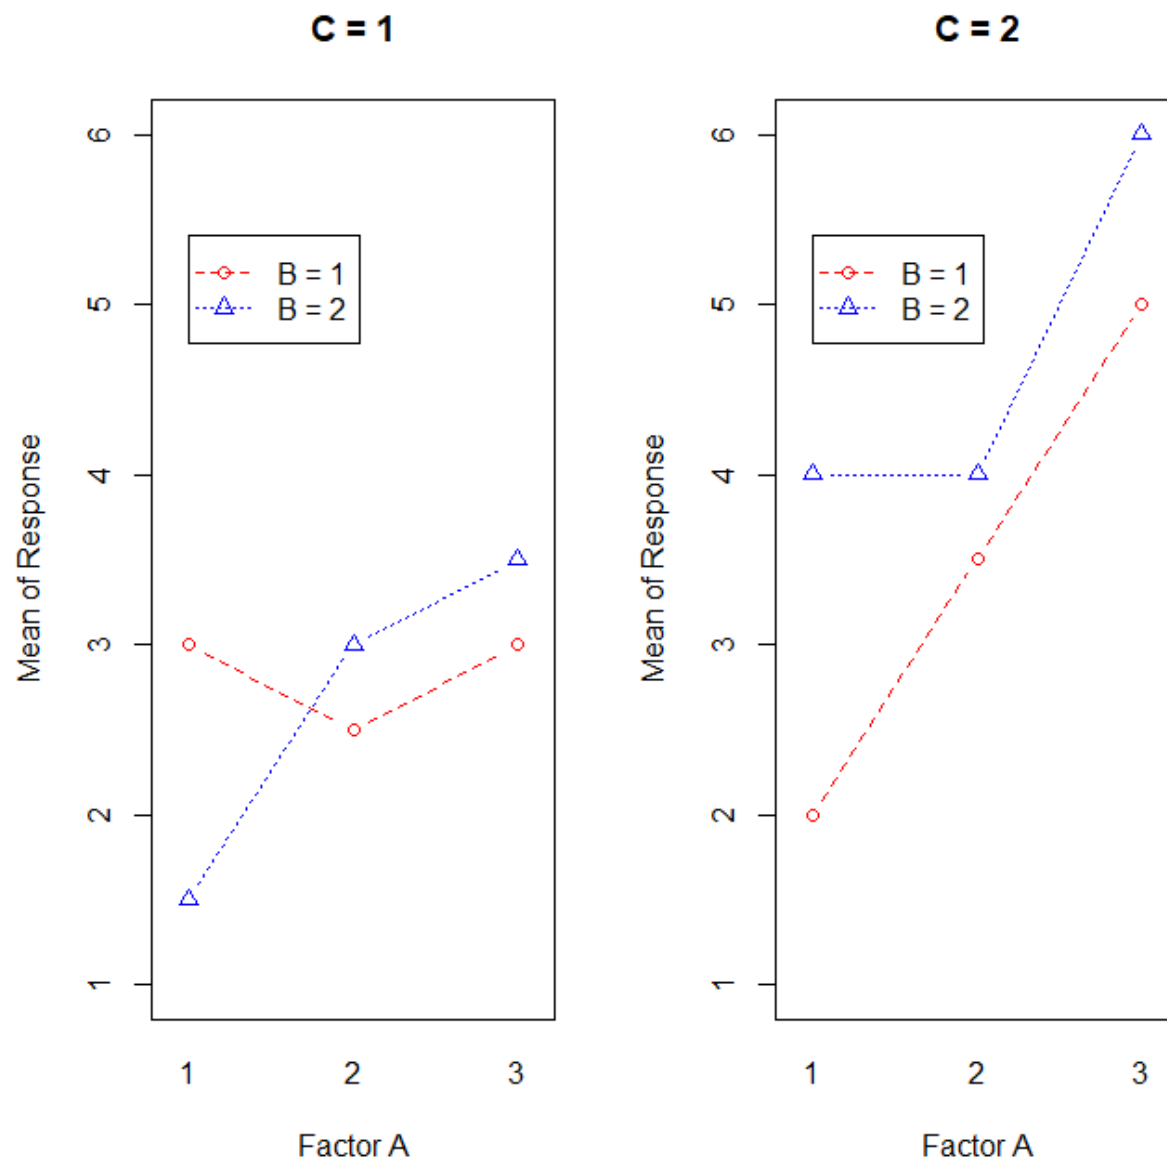 C = 1
6
5
4
3
2
1
Mean of Response
B = 1
B = 2
1 2 3
Factor A
C = 2
6
5
4
3
2
1
Mean of Response
B = 1
B = 2
1 2 3
Factor A